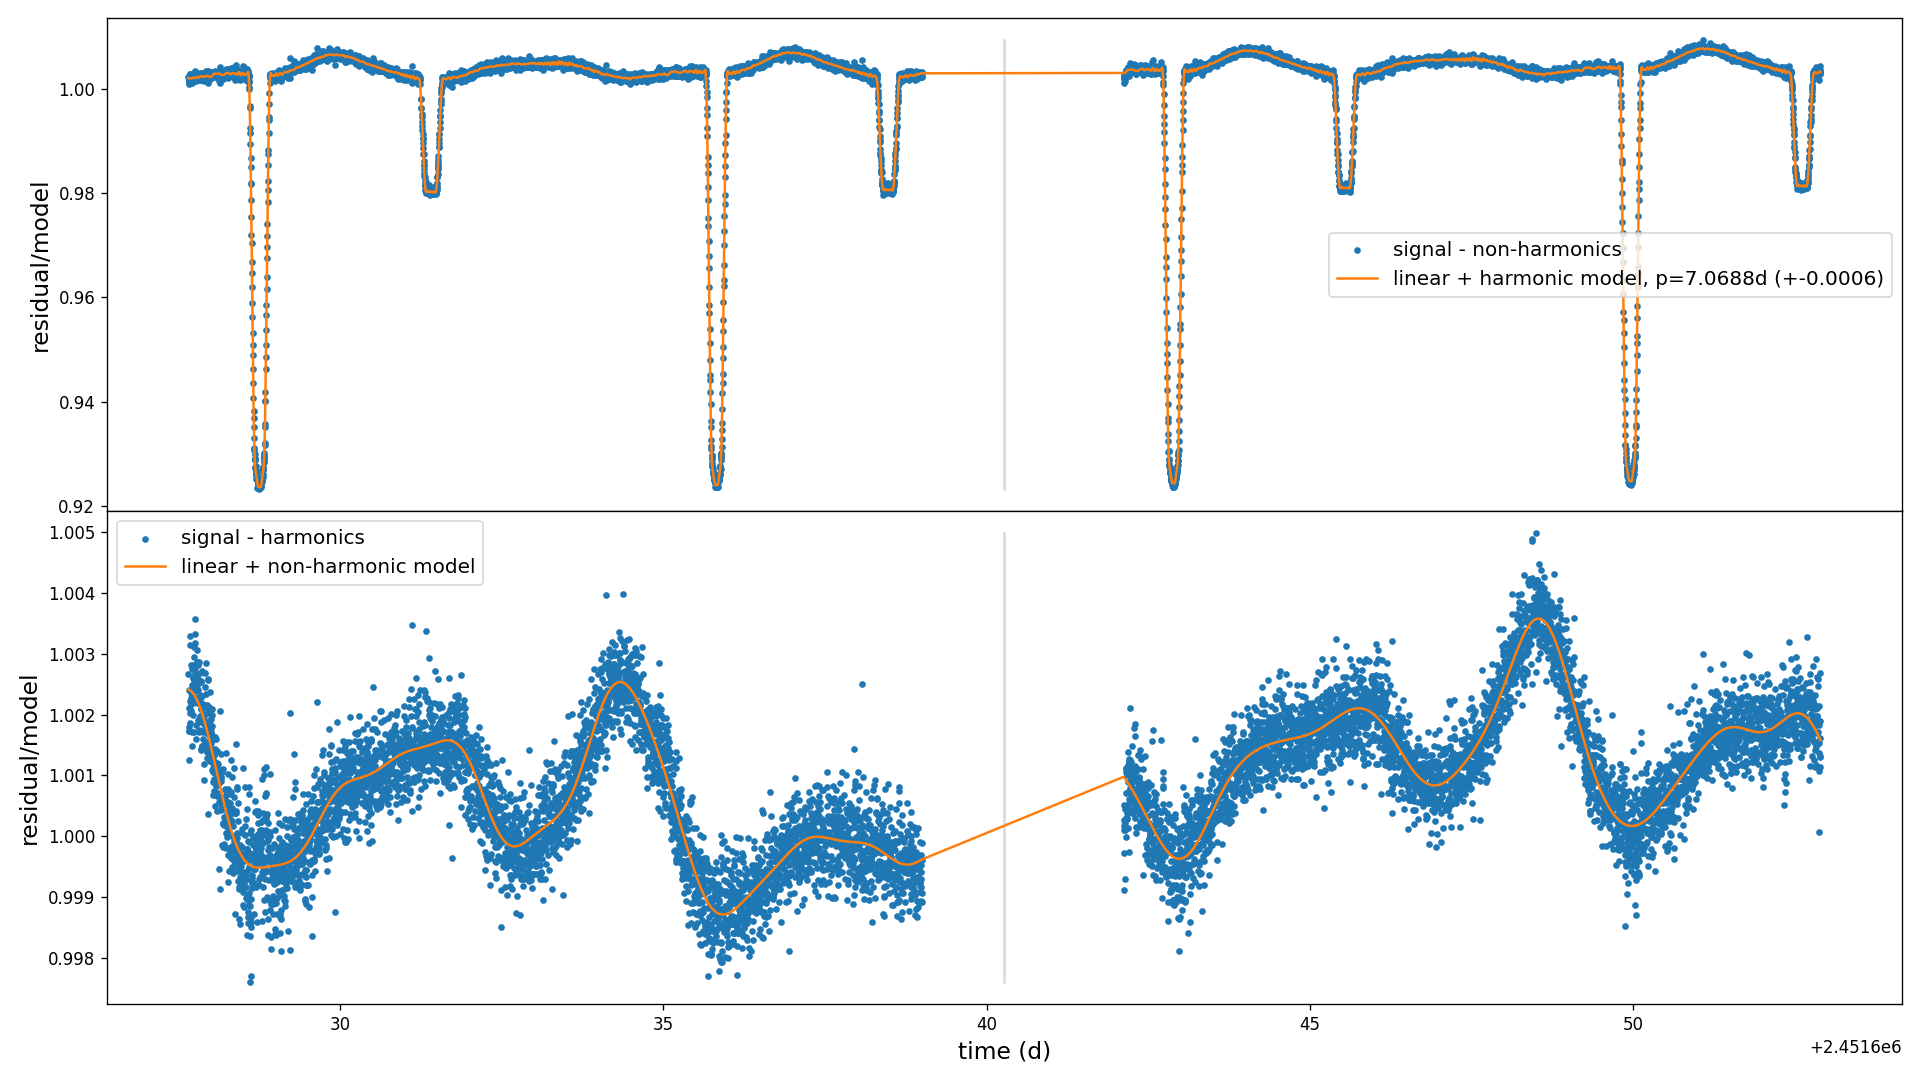 residual/model
1.00
0.98
0.96
0.94
0.92
signal - non-harmonics
linear + harmonic model, p=7.0688d (+-0.0006)
residual/model
1.005
1.004
1.003
1.002
1.001
1.000
0.999
0.998
signal - harmonics
linear + non-harmonic model
30 35 40 45 50
time (d)
+2.4516e6